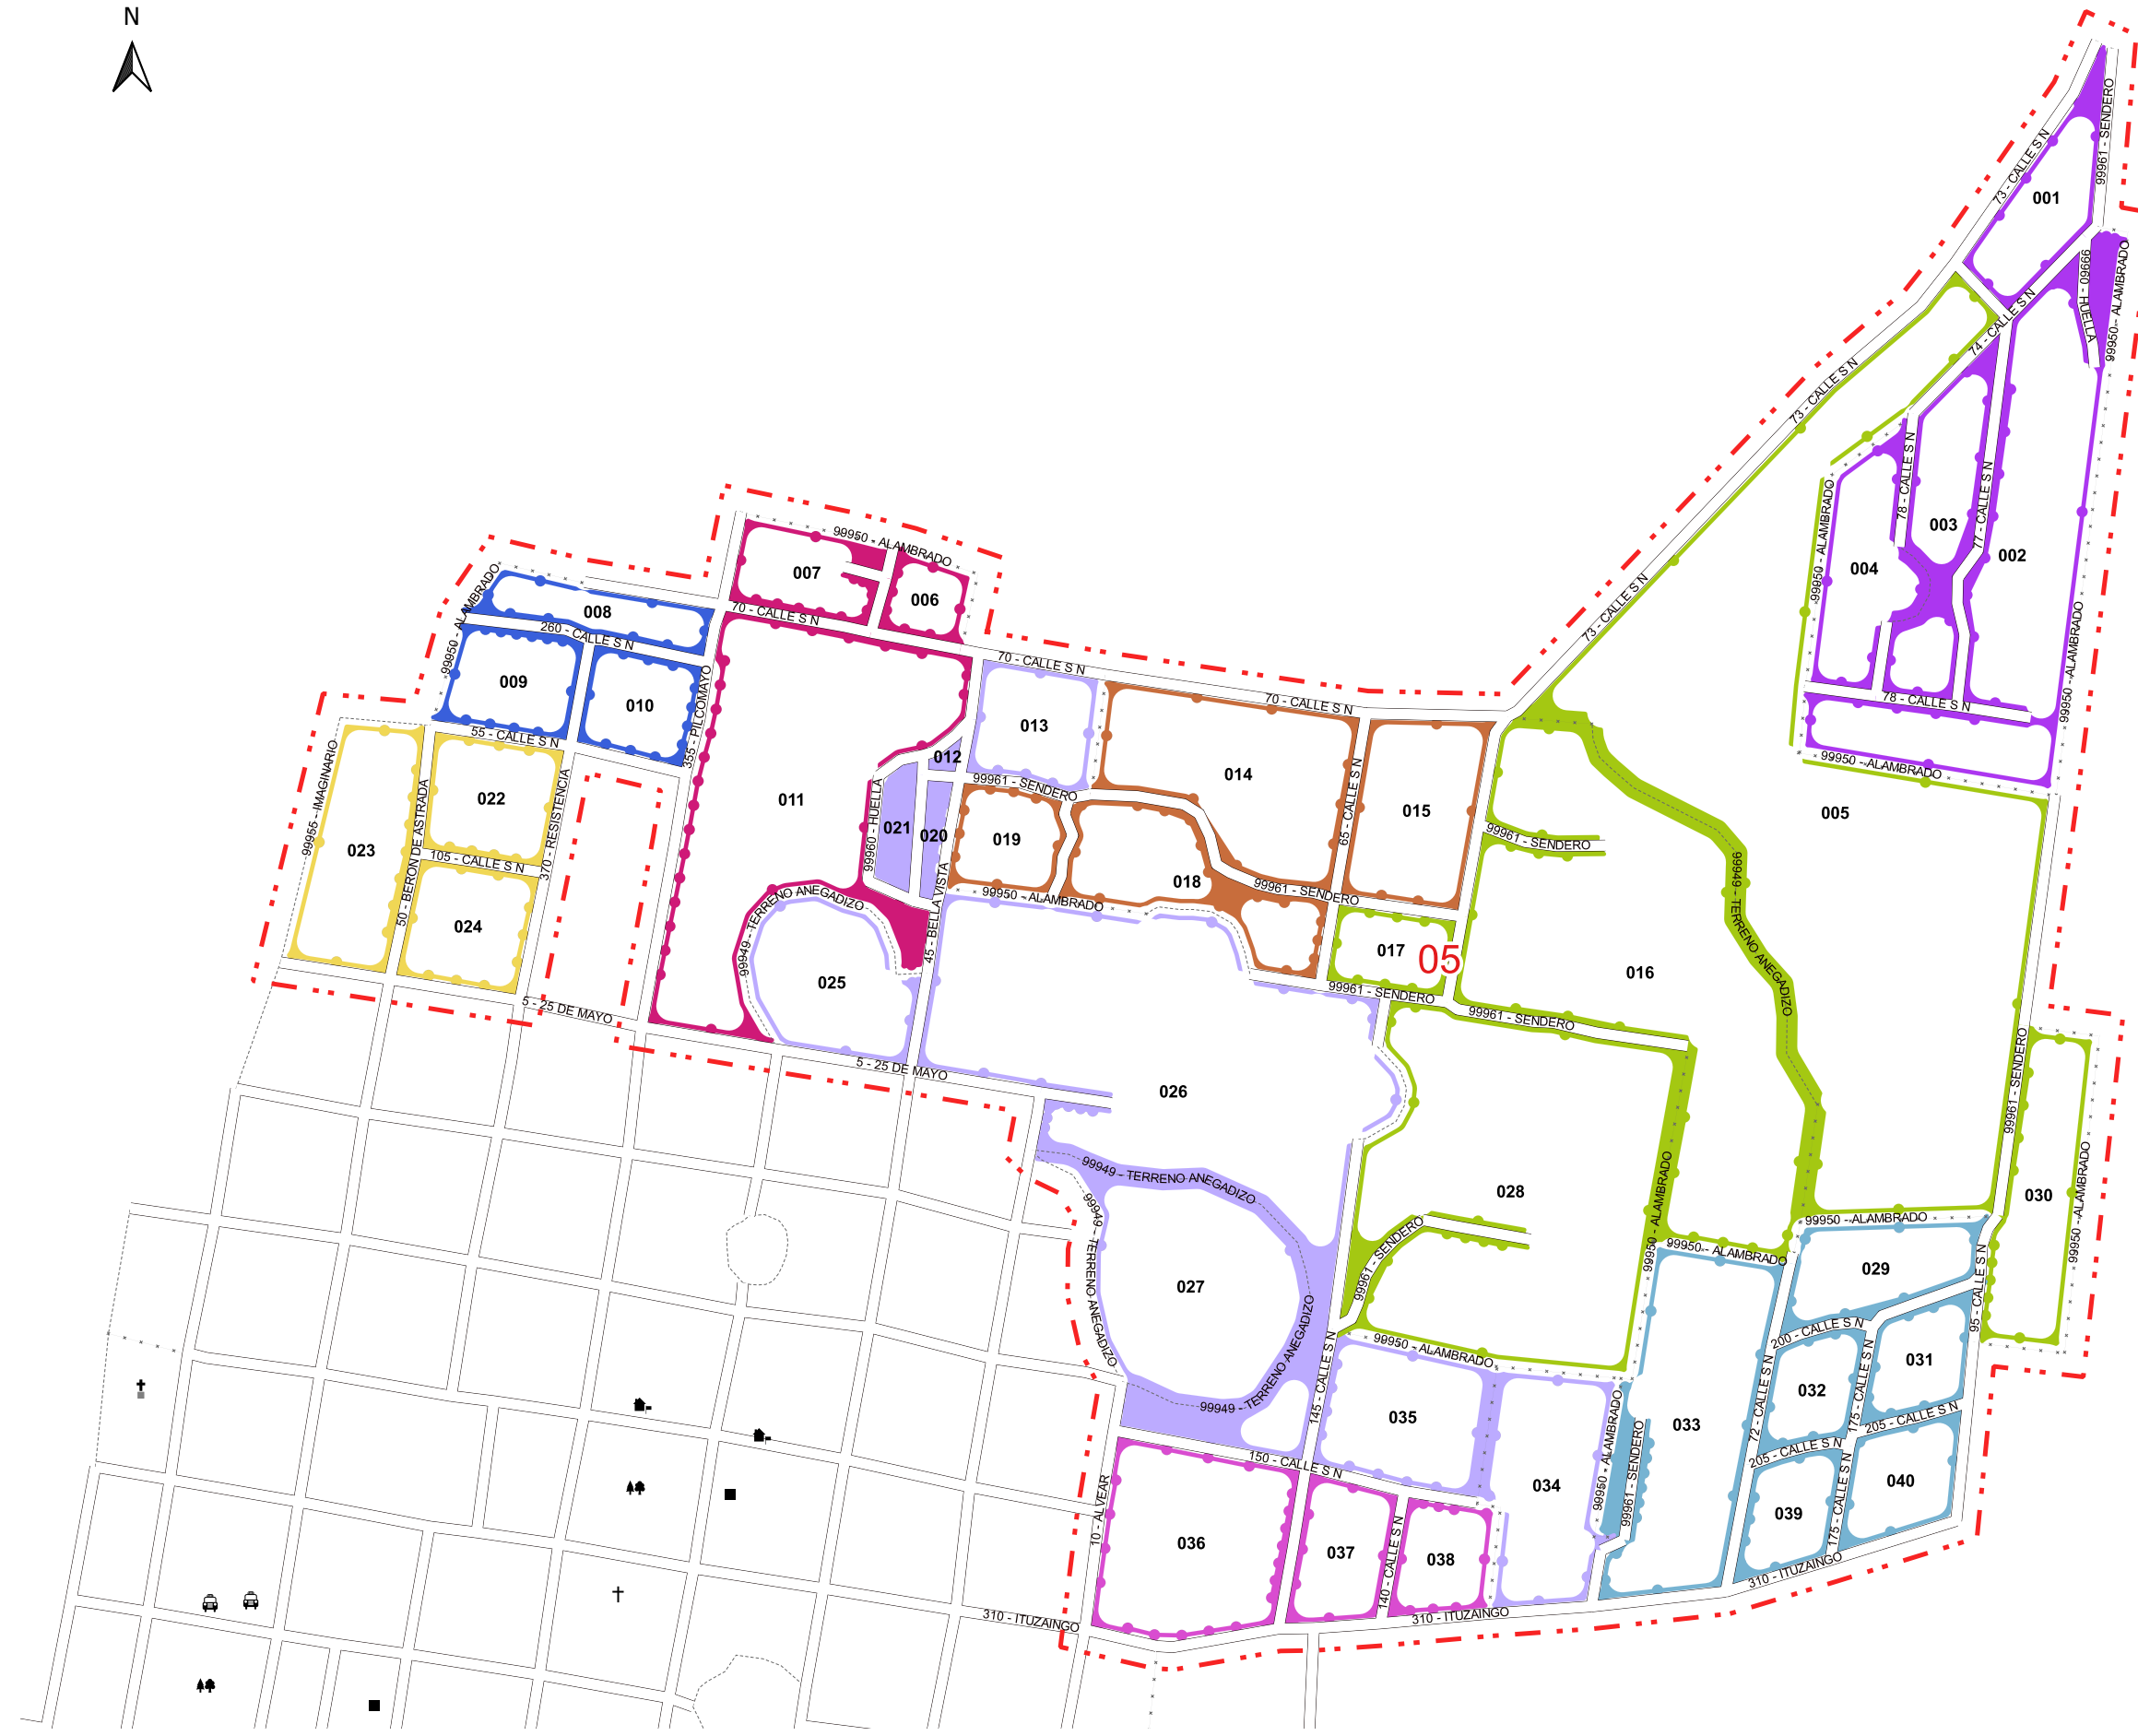 N
73 - CALLE S N
99961 - SENDERO
001
99960 - HUELLA
99950 - ALAMBRADO
74 - CALLE S N
73 - CALLE S N
78 - CALLE S N
003
77 - CALLE S N
002
99950 - ALAMBRADO
004
99950 - ALAMBRADO
007
006
70 - CALLE S N
99950 - ALAMBRADO
008
260 - CALLE S N
73 - CALLE S N
99950 - ALAMBRADO
009
010
355 - PILCOMAYO
70 - CALLE S N
70 - CALLE S N
78 - CALLE S N
013
55 - CALLE S N
012
99961 - SENDERO
014
99950 - ALAMBRADO
99955 - IMAGINARIO
022
011
015
005
50 - BERON DE ASTRADA
370 - RESISTENCIA
99960 - HUELLA
021
020
019
65 - CALLE S N
99961 - SENDERO
023
105 - CALLE S N
018
99961 - SENDERO
99949 - TERRENO ANEGADIZO
99950 - ALAMBRADO
99949 - TERRENO ANEGADIZO
024
45 - BELLA VISTA
017
05
016
99949 - TERRENO ANEGADIZO
025
99961 - SENDERO
99961 - SENDERO
5 - 25 DE MAYO
5 - 25 DE MAYO
026
99961 - SENDERO
99949 - TERRENO ANEGADIZO
028
030
99950 - ALAMBRADO
99950 - ALAMBRADO
99950 - ALAMBRADO
99950 - ALAMBRADO
99949 - TERRENO ANEGADIZO
99961 - SENDERO
029
027
95 - CALLE S N
200 - CALLE S N
99949 - TERRENO ANEGADIZO
99950 - ALAMBRADO
031
032
175 - CALLE S N
99949 - TERRENO ANEGADIZO
145 - CALLE S N
035
033
72 - CALLE S N
205 - CALLE S N
205 - CALLE S N
150 - CALLE S N
034
99950 - ALAMBRADO
99961 - SENDERO
040
175 - CALLE S N
039
10 - ALVEAR
036
037
038
140 - CALLE S N
310 - ITUZAINGO
310 - ITUZAINGO
310 - ITUZAINGO